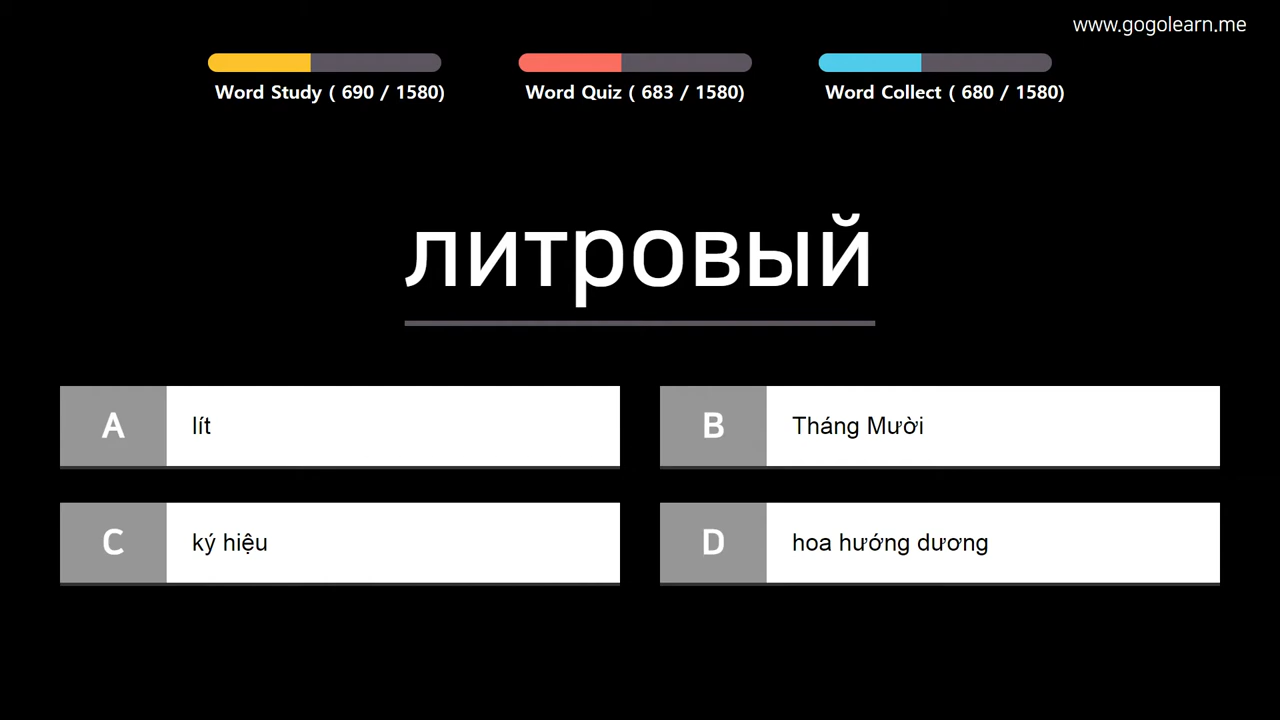 www.gogolearn.me
Word Study ( 690 / 1580)
Word Quiz ( 683 / 1580)
Word Collect ( 680 / 1580)
литровый
A
lít
B
Tháng Mười
C
ký hiệu
D
hoa hướng dương